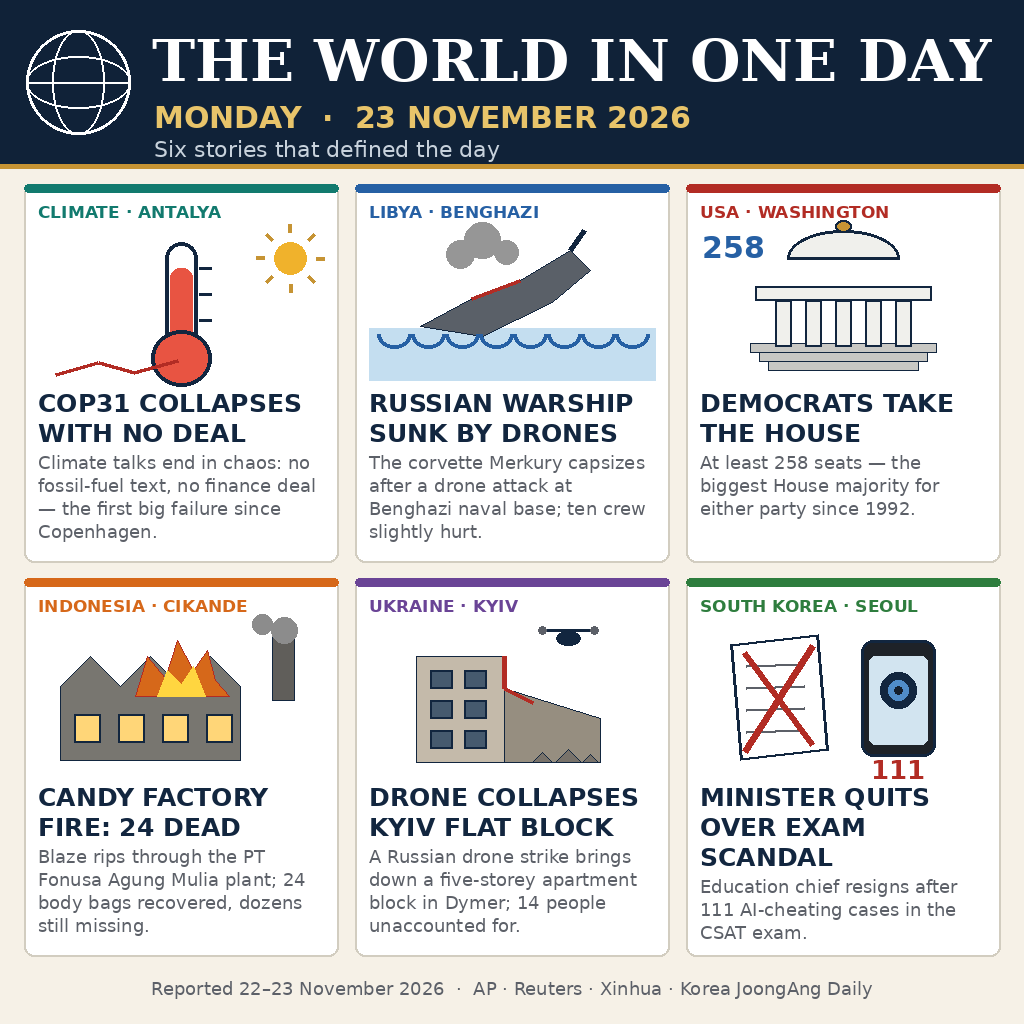 THE WORLD IN ONE DAY
MONDAY · 23 NOVEMBER 2026
Six stories that defined the day
CLIMATE · ANTALYA
COP31 COLLAPSES
WITH NO DEAL
Climate talks end in chaos: no
fossil-fuel text, no finance deal
— the first big failure since
Copenhagen.
LIBYA · BENGHAZI
RUSSIAN WARSHIP
SUNK BY DRONES
The corvette Merkury capsizes
after a drone attack at
Benghazi naval base; ten crew
slightly hurt.
USA · WASHINGTON
258
DEMOCRATS TAKE
THE HOUSE
At least 258 seats — the
biggest House majority for
either party since 1992.
INDONESIA · CIKANDE
CANDY FACTORY
FIRE: 24 DEAD
Blaze rips through the PT
Fonusa Agung Mulia plant; 24
body bags recovered, dozens
still missing.
UKRAINE · KYIV
DRONE COLLAPSES
KYIV FLAT BLOCK
A Russian drone strike brings
down a five-storey apartment
block in Dymer; 14 people
unaccounted for.
SOUTH KOREA · SEOUL
111
MINISTER QUITS
OVER EXAM
SCANDAL
Education chief resigns after
111 AI-cheating cases in the
CSAT exam.
Reported 22–23 November 2026 · AP · Reuters · Xinhua · Korea JoongAng Daily